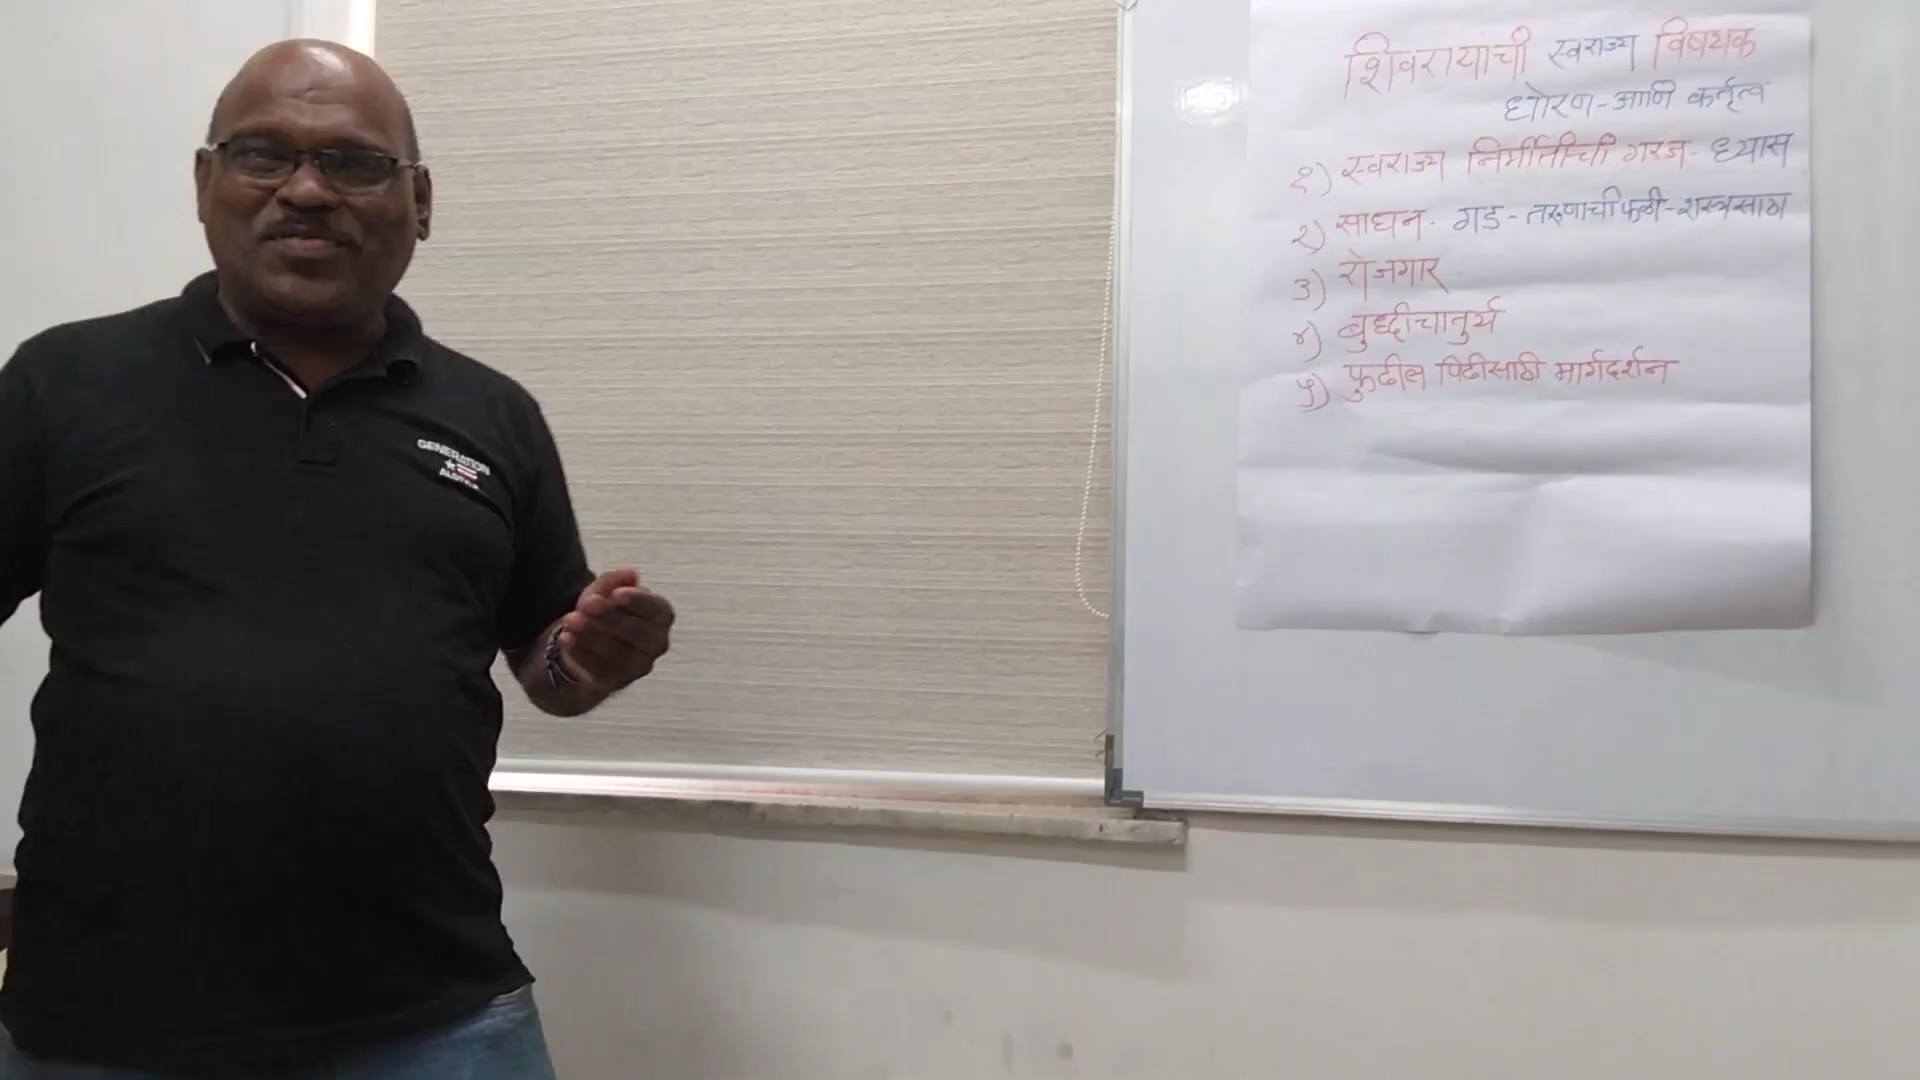 शिवरायाची स्वराज्य विषयक
धोरण - आणि कर्तृत्व
१) स्वराज्य निर्मीतीची गरज - ध्यास
२) साधन - गड - तरुणाची फळी - शस्त्रसाठा
३) रोजगार
४) बुध्दीचातुर्य
५) पुढील पिढीसाठी मार्गदर्शन
GENERATION